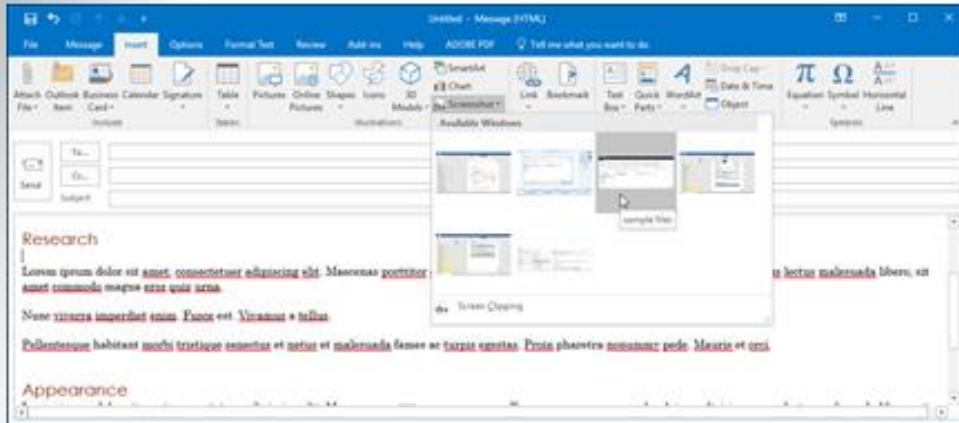 Untitled - Message (HTML)
File Message Insert Options Format Text Review Add-ins Help ADOBE PDF Tell me what you want to do
Attach File Outlook Item Business Card Calendar Signature Table Pictures Online Pictures Shapes Icons 3D Models SmartArt Chart Screenshot Link Bookmark Text Box Quick Parts WordArt Drop Cap Date & Time Object Equation Symbol Horizontal Line
Include Tables Illustrations Symbols
Available Windows
sample files
Screen Clipping
To...
Cc...
Send
Subject
Research
Lorem ipsum dolor sit amet, consectetuer adipiscing elit. Maecenas porttitor
lectus malesuada libero, sit
amet commodo magna eros quis urna.
Nunc viverra imperdiet enim. Fusce est. Vivamus a tellus.
Pellentesque habitant morbi tristique senectus et netus et malesuada fames ac turpis egestas. Proin pharetra nonummy pede. Mauris et orci.
Appearance